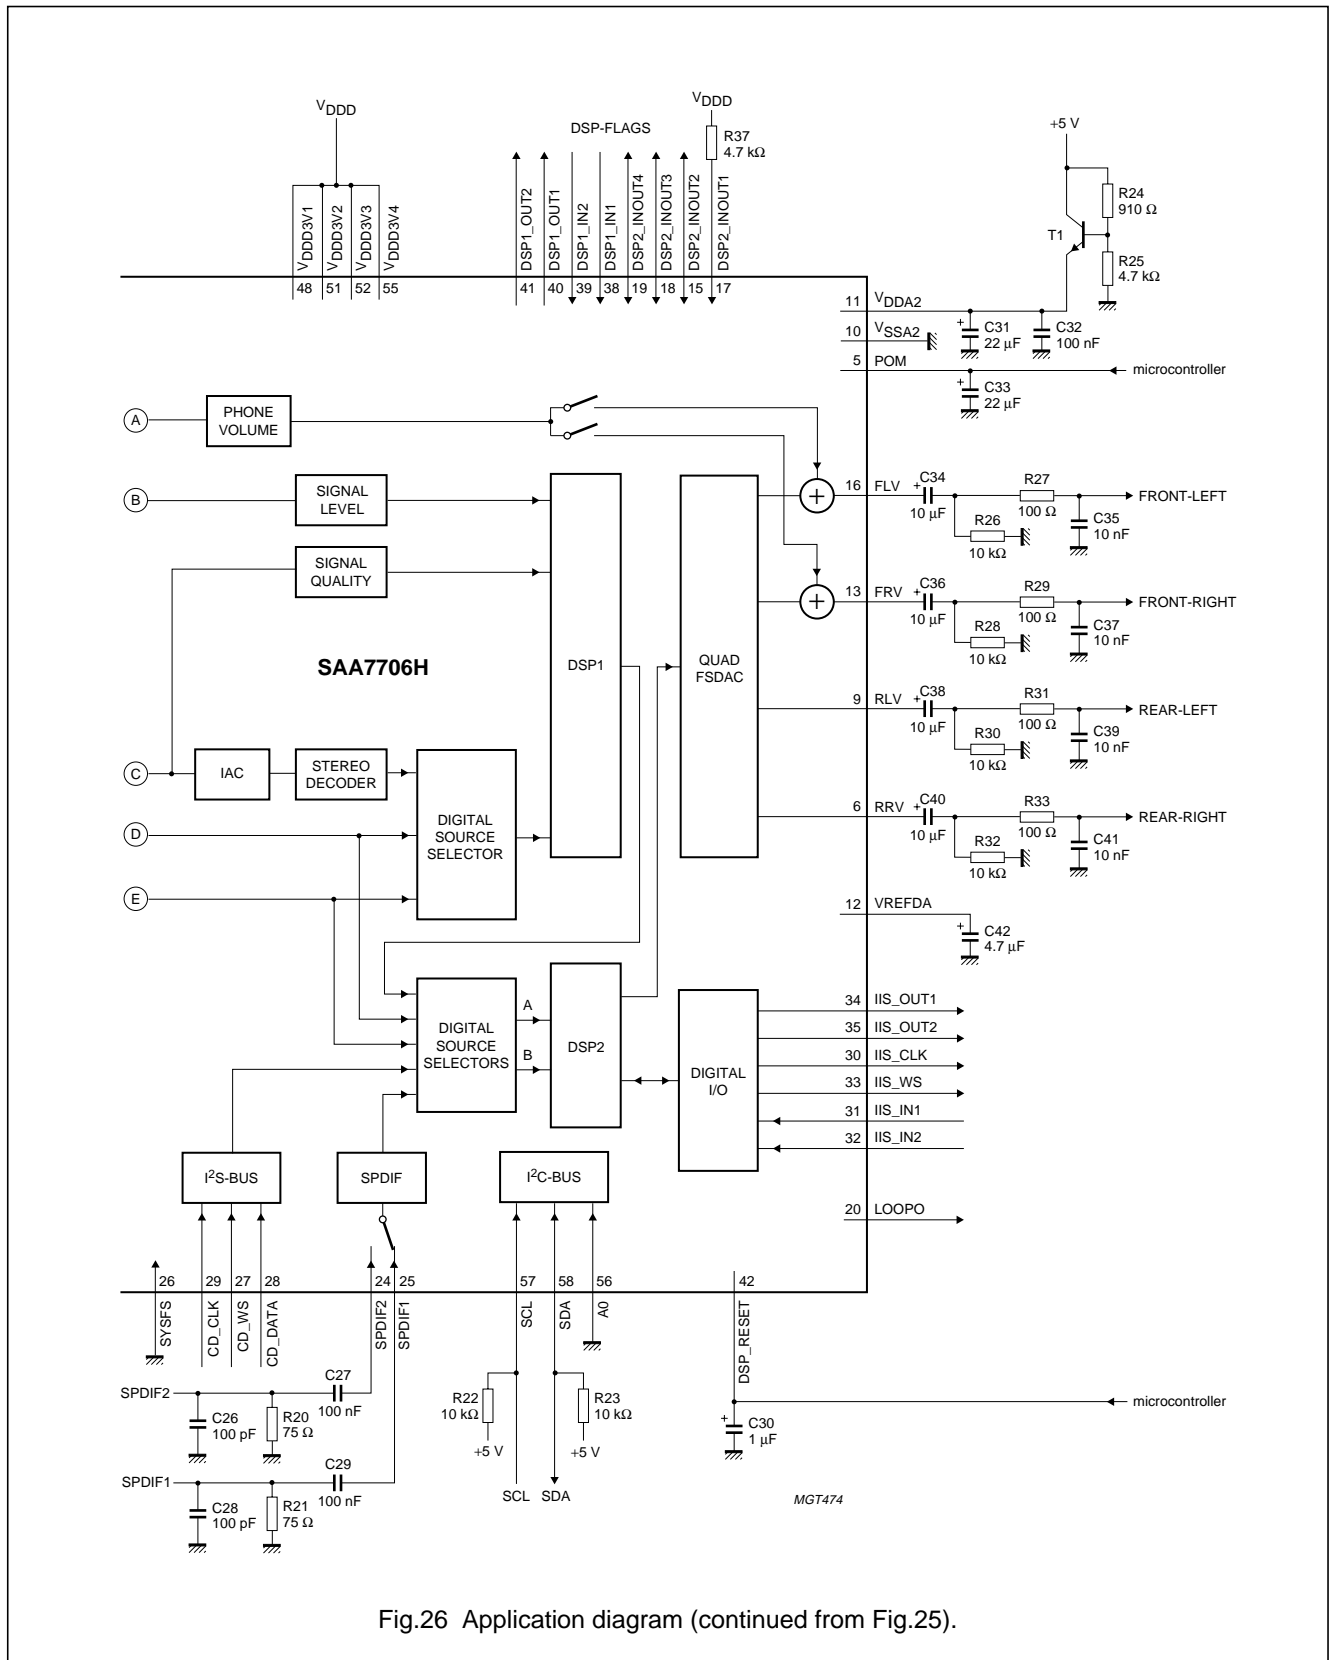 VDDD
DSP-FLAGS
VDDD
R37
4.7 kΩ
+5 V
R24
910 Ω
T1
R25
4.7 kΩ
VDDD3V1
VDDD3V2
VDDD3V3
VDDD3V4
DSP1_OUT2
DSP1_OUT1
DSP1_IN2
DSP1_IN1
DSP2_INOUT4
DSP2_INOUT3
DSP2_INOUT2
DSP2_INOUT1
48 51 52 55
41 40 39 38 19 18 15 17
11 VDDA2
10 VSSA2
+ C31
22 μF
C32
100 nF
5 POM
microcontroller
+ C33
22 μF
A
PHONE
VOLUME
B
SIGNAL
LEVEL
SIGNAL
QUALITY
SAA7706H
DSP1
QUAD
FSDAC
+
16 FLV
+ C34
10 μF
R26
10 kΩ
R27
100 Ω
C35
10 nF
FRONT-LEFT
+
13 FRV
+ C36
10 μF
R28
10 kΩ
R29
100 Ω
C37
10 nF
FRONT-RIGHT
9 RLV
+ C38
10 μF
R30
10 kΩ
R31
100 Ω
C39
10 nF
REAR-LEFT
6 RRV
+ C40
10 μF
R32
10 kΩ
R33
100 Ω
C41
10 nF
REAR-RIGHT
C
IAC
STEREO
DECODER
D
DIGITAL
SOURCE
SELECTOR
E
12 VREFDA
+ C42
4.7 μF
DIGITAL
SOURCE
SELECTORS
A
B
DSP2
DIGITAL
I/O
34 IIS_OUT1
35 IIS_OUT2
30 IIS_CLK
33 IIS_WS
31 IIS_IN1
32 IIS_IN2
I2S-BUS
SPDIF
I2C-BUS
20 LOOPO
26 29 27 28 24 25 57 58 56 42
SYSFS
CD_CLK
CD_WS
CD_DATA
SPDIF2
SPDIF1
SCL
SDA
A0
DSP_RESET
SPDIF2
C27
100 nF
C26
100 pF
R20
75 Ω
SPDIF1
C29
100 nF
C28
100 pF
R21
75 Ω
R22
10 kΩ
+5 V
R23
10 kΩ
+5 V
SCL
SDA
microcontroller
+ C30
1 μF
MGT474
Fig.26 Application diagram (continued from Fig.25).